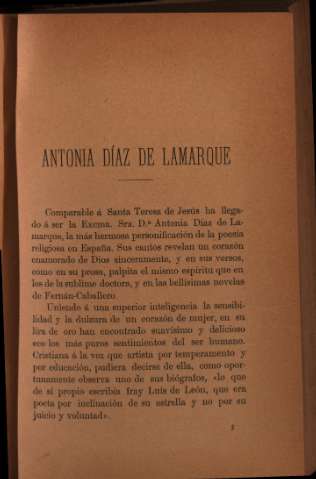 ANTONIA DÍAZ DE LAMARQUE
Comparable á Santa Teresa de Jesús ha llega-
do á ser la Excma. Sra. D.ª Antonia Díaz de La-
marque, la más hermosa personificación de la poesía
religiosa en España. Sus cantos revelan un corazón
enamorado de Dios sinceramente, y en sus versos,
como en su prosa, palpita el mismo espíritu que en
los de la sublime doctora, y en las bellísimas novelas
de Fernán-Caballero.
Uniendo á una superior inteligencia la sensibi-
lidad y la dulzura de un corazón de mujer, en su
lira de oro han encontrado suavísimo y delicioso
eco los más puros sentimientos del ser humano.
Cristiana á la vez que artista por temperamento y
por educación, pudiera decirse de ella, como opor-
tunamente observa uno de sus biógrafos, «lo que
de sí propio escribía fray Luis de León, que era
poeta por inclinación de su estrella y no por su
juicio y voluntad».